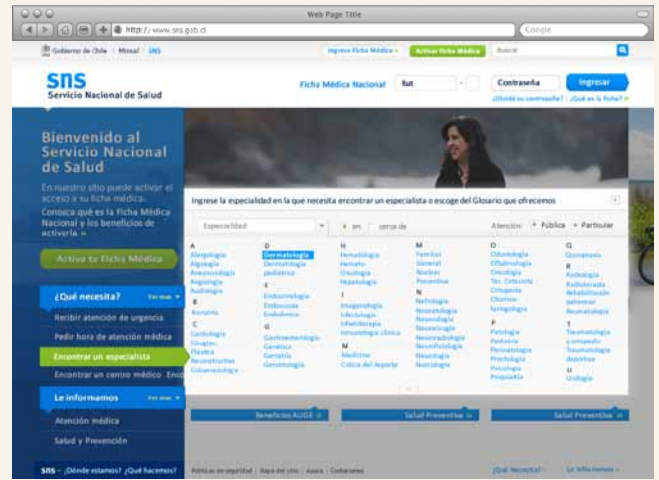 Web Page Title
http://www.sns.gob.cl
Google
Gobierno de Chile Minsal SNS
Ingrese Ficha Médica »
Activar Ficha Médica
Buscar
sns
Servicio Nacional de Salud
Ficha Médica Nacional
Rut
-
Contraseña
Ingresar
¿Olvidó su contraseña? ¿Qué es la ficha? »
Bienvenido al
Servicio Nacional
de Salud
En nuestro sitio puede activar el
acceso a su ficha médica.
Conozca qué es la Ficha Médica
Nacional y los beneficios de
activarla »
Activa tu Ficha Médica
¿Qué necesita?
Ver mas
Recibir atención de urgencia
Pedir hora de atención médica
Encontrar un especialista
Encontrar un centro médico
Le informamos
Ver mas
Atención médica
Salud y Prevención
Ingrese la especialidad en la que necesita encontrar un especialista o escoge del Glosario que ofrecemos
Especialidad
en
cerca de
Atención:
Pública
Particular
A
Alergología
Algología
Anestesiología
Angiología
Audiología
B
Bariatría
C
Cardiología
Cirugías:
Plástica
Reconstructiva
D
Dermatología
Dermatología
pediátrica
E
Endocrinología
Endoscopía
Endodoncia
G
Gastroenterología
Genética
Geriatría
Gerontología
H
Hematología
Hemato-
Oncología
Hepatología
I
Imagenología
Infectología
Inhaloterapia
Inmunología clínica
M
Medicina:
Crítica del deporte
M
Familiar
General
Nuclear
Preventiva
N
Nefrología
Neonatología
Neumología
Neurocirugía
Neurorradiología
Neurofisiología
Neurología
Nutriología
O
Odontología
Oftalmología
Oncología
Tec. Ortésista
Ortopedia
Otorrino-
laringología
P
Patología
Pediatría
Perinatología
Psicología
Psiquiatría
Q
Quiropraxia
R
Radiología
Radioterapia
Rehabilitación
pulmonar
Reumatología
T
Traumatología
y ortopedia
Traumatología
deportiva
U
Urología
Beneficios AUGE »
Salud Preventiva »
Salud Preventiva »
sns - ¿Dónde estamos? ¿Qué hacemos?
Políticas de seguridad | Mapa del sitio | Ayuda | Contáctenos
¿Qué Necesita?
Le Informamos